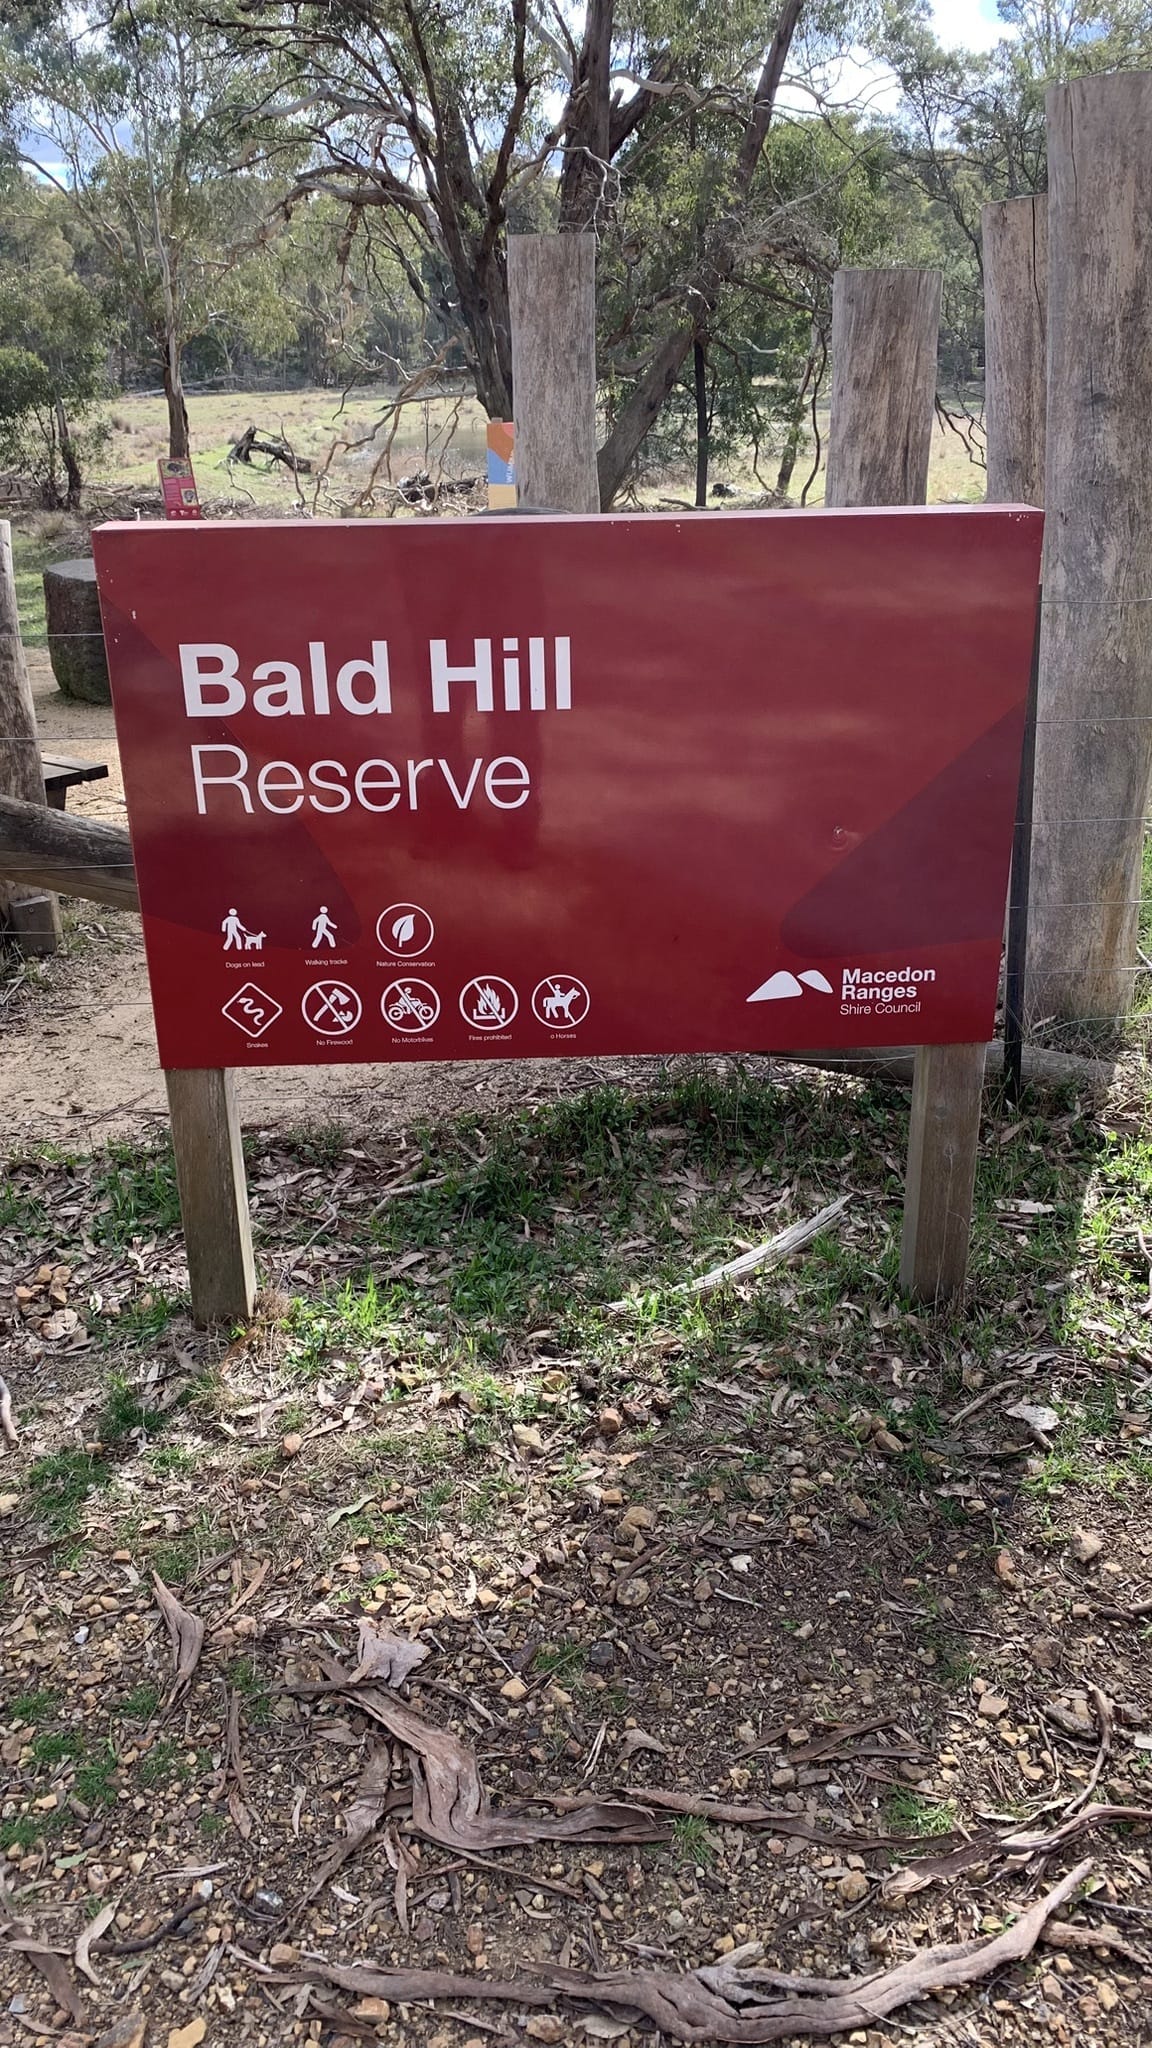 Bald Hill
Reserve
Dogs on lead
Walking tracks
Nature Conservation
Snakes
No Firewood
No Motorbikes
Fires prohibited
o Horses
Macedon
Ranges
Shire Council